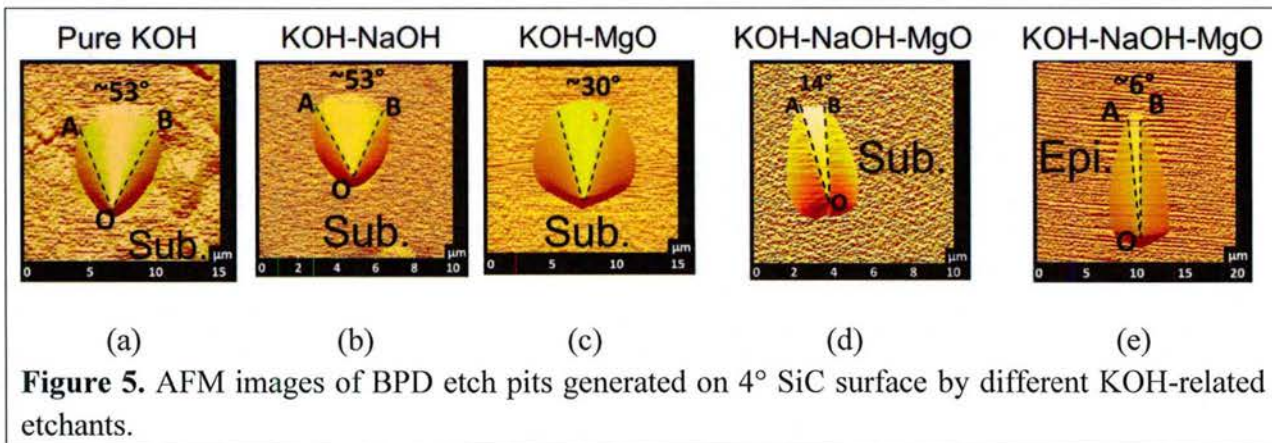 Pure KOH KOH-NaOH KOH-MgO KOH-NaOH-MgO KOH-NaOH-MgO
~53° ~53° ~30° 14° ~6°
A B A B A B A B
Sub. Epi.
O O O O
Sub. Sub. Sub.
µm µm µm µm µm
0 5 10 15 0 2 4 6 8 10 0 5 10 15 0 2 4 6 8 10 0 5 10 15 20
(a) (b) (c) (d) (e)
Figure 5. AFM images of BPD etch pits generated on 4° SiC surface by different KOH-related
etchants.